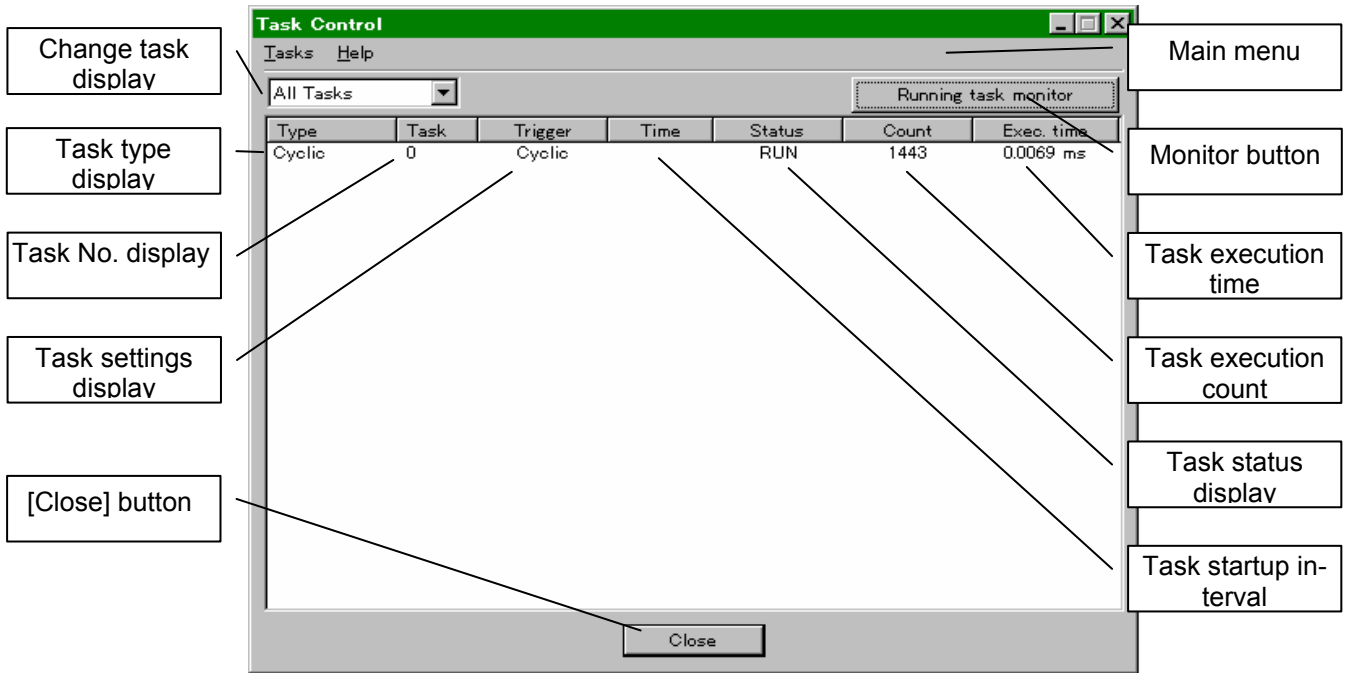 Task Control
Tasks Help
All Tasks
Running task monitor
Type Task Trigger Time Status Count Exec. time
Cyclic 0 Cyclic RUN 1443 0.0069 ms
Close
Change task
display
Task type
display
Task No. display
Task settings
display
[Close] button
Main menu
Monitor button
Task execution
time
Task execution
count
Task status
display
Task startup in-
terval